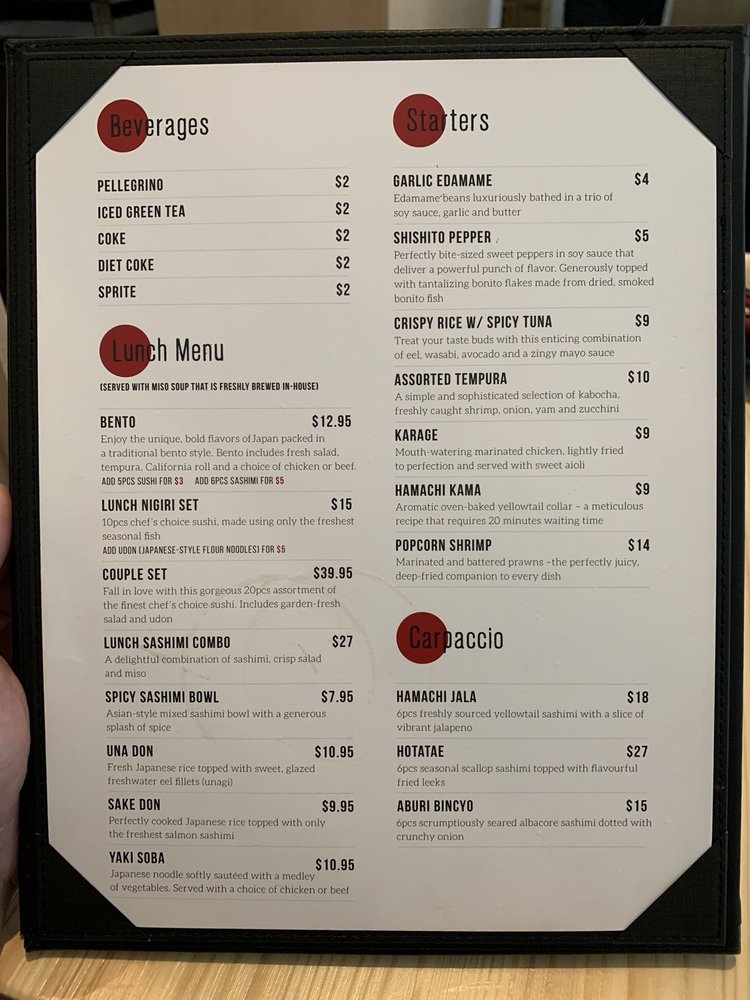 Beverages
PELLEGRINO $2
ICED GREEN TEA $2
COKE $2
DIET COKE $2
SPRITE $2
Lunch Menu
(SERVED WITH MISO SOUP THAT IS FRESHLY BREWED IN-HOUSE)
BENTO $12.95
Enjoy the unique, bold flavors of Japan packed in
a traditional bento style. Bento includes fresh salad,
tempura, California roll and a choice of chicken or beef.
ADD 5PCS SUSHI FOR $3 ADD 6PCS SASHIMI FOR $5
LUNCH NIGIRI SET $15
10pcs chef's choice sushi, made using only the freshest
seasonal fish
ADD UDON (JAPANESE-STYLE FLOUR NOODLES) FOR $5
COUPLE SET $39.95
Fall in love with this gorgeous 20pcs assortment of
the finest chef's choice sushi. Includes garden-fresh
salad and udon
LUNCH SASHIMI COMBO $27
A delightful combination of sashimi, crisp salad
and miso
SPICY SASHIMI BOWL $7.95
Asian-style mixed sashimi bowl with a generous
splash of spice
UNA DON $10.95
Fresh Japanese rice topped with sweet, glazed
freshwater eel fillets (unagi)
SAKE DON $9.95
Perfectly cooked Japanese rice topped with only
the freshest salmon sashimi
YAKI SOBA $10.95
Japanese noodle softly sautéed with a medley
of vegetables. Served with a choice of chicken or beef
Starters
GARLIC EDAMAME $4
Edamame beans luxuriously bathed in a trio of
soy sauce, garlic and butter
SHISHITO PEPPER $5
Perfectly bite-sized sweet peppers in soy sauce that
deliver a powerful punch of flavor. Generously topped
with tantalizing bonito flakes made from dried, smoked
bonito fish
CRISPY RICE W/ SPICY TUNA $9
Treat your taste buds with this enticing combination
of eel, wasabi, avocado and a zingy mayo sauce
ASSORTED TEMPURA $10
A simple and sophisticated selection of kabocha,
freshly caught shrimp, onion, yam and zucchini
KARAGE $9
Mouth-watering marinated chicken, lightly fried
to perfection and served with sweet aioli
HAMACHI KAMA $9
Aromatic oven-baked yellowtail collar – a meticulous
recipe that requires 20 minutes waiting time
POPCORN SHRIMP $14
Marinated and battered prawns –the perfectly juicy,
deep-fried companion to every dish
Carpaccio
HAMACHI JALA $18
6pcs freshly sourced yellowtail sashimi with a slice of
vibrant jalapeno
HOTATAE $27
6pcs seasonal scallop sashimi topped with flavourful
fried leeks
ABURI BINCYO $15
6pcs scrumptiously seared albacore sashimi dotted with
crunchy onion